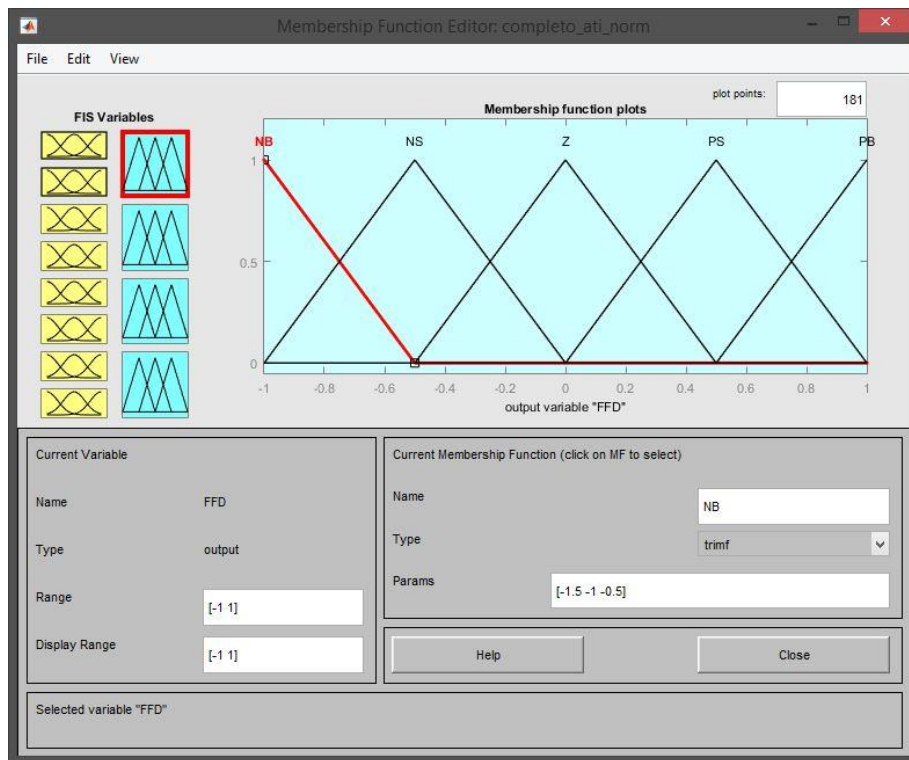 Membership Function Editor: completo_ati_norm
File Edit View
FIS Variables
Membership function plots
plot points:
181
NB NS Z PS PB
1
0.5
0
-1 -0.8 -0.6 -0.4 -0.2 0 0.2 0.4 0.6 0.8 1
output variable "FFD"
Current Variable
Name FFD
Type output
Range [-1 1]
Display Range [-1 1]
Current Membership Function (click on MF to select)
Name NB
Type trimf
Params [-1.5 -1 -0.5]
Help Close
Selected variable "FFD"